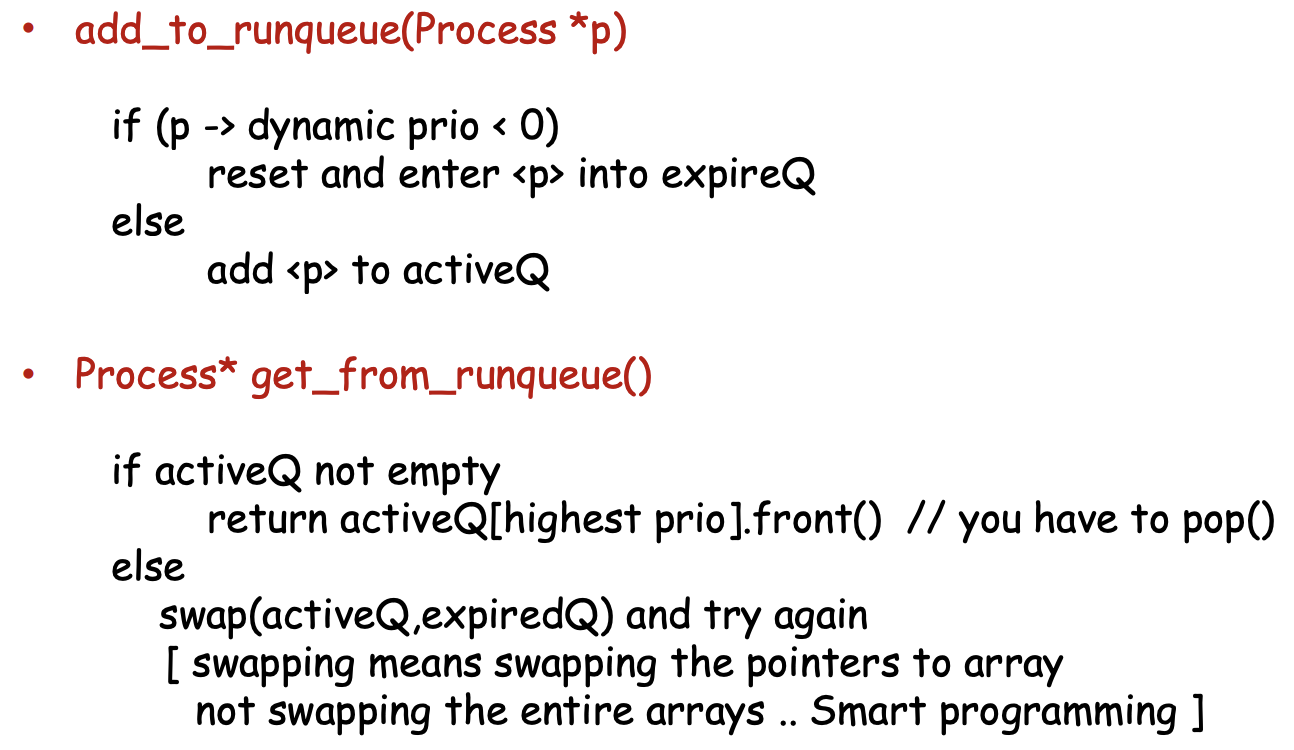 • add_to_runqueue(Process *p)
if (p -> dynamic prio < 0)
reset and enter <p> into expireQ
else
add <p> to activeQ
• Process* get_from_runqueue()
if activeQ not empty
return activeQ[highest prio].front() // you have to pop()
else
swap(activeQ,expiredQ) and try again
[ swapping means swapping the pointers to array
not swapping the entire arrays .. Smart programming ]